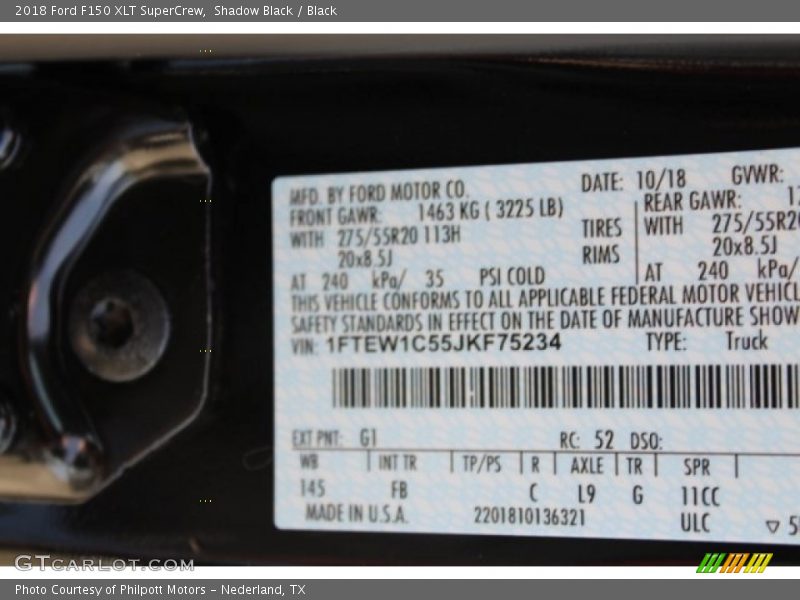 2018 Ford F150 XLT SuperCrew,  Shadow Black / Black
MFD. BY FORD MOTOR CO. DATE: 10/18 GVWR:
FRONT GAWR: 1463 KG ( 3225 LB) REAR GAWR:
WITH 275/55R20 113H TIRES WITH 275/55R20
20x8.5J RIMS 20x8.5J
AT 240 kPa/ 35 PSI COLD AT 240 kPa/
THIS VEHICLE CONFORMS TO ALL APPLICABLE FEDERAL MOTOR VEHICL
SAFETY STANDARDS IN EFFECT ON THE DATE OF MANUFACTURE SHOW
VIN: 1FTEW1C55JKF75234 TYPE: Truck
EXT PNT: G1 RC: 52 DSO:
WB INT TR TP/PS R AXLE TR SPR
145 FB C L9 G 11CC
MADE IN U.S.A. 2201810136321 ULC
GTCARLOT.COM
Photo Courtesy of Philpott Motors - Nederland, TX